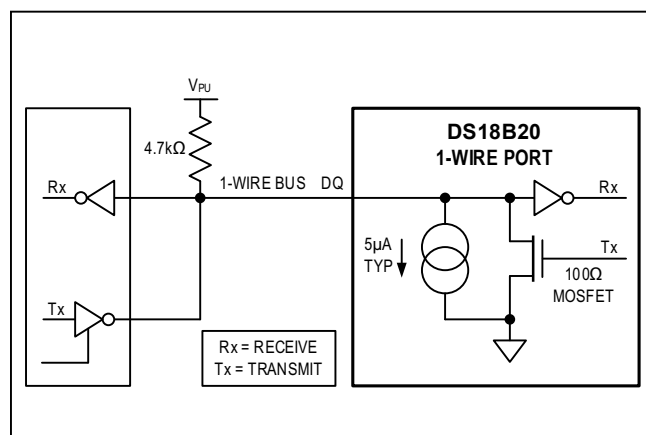 VPU
4.7kΩ
Rx
1-WIRE BUS DQ
Tx
Rx = RECEIVE
Tx = TRANSMIT
DS18B20
1-WIRE PORT
Rx
5µA
TYP
Tx
100Ω
MOSFET